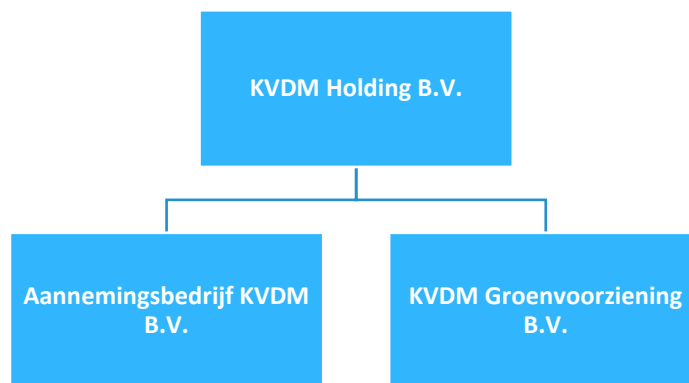 KVDM Holding B.V.
Aannemingsbedrijf KVDM
B.V.
KVDM Groenvoorziening
B.V.